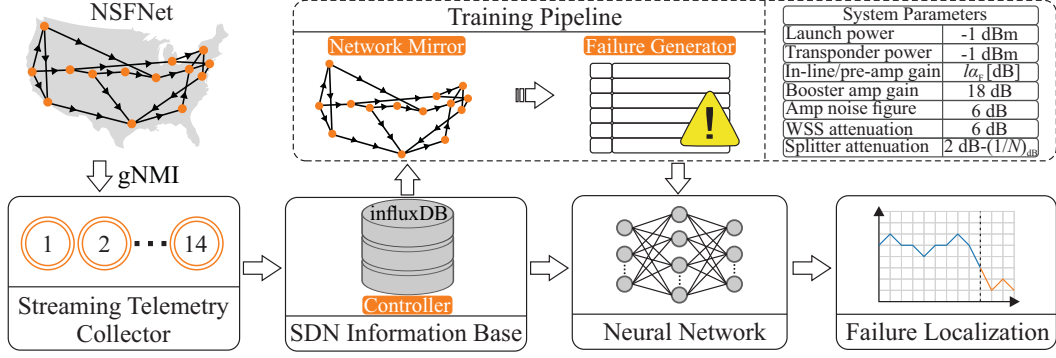 NSFNet
Training Pipeline
Network Mirror
Failure Generator
!
System Parameters
Launch power -1 dBm
Transponder power -1 dBm
In-line/pre-amp gain lαF [dB]
Booster amp gain 18 dB
Amp noise figure 6 dB
WSS attenuation 6 dB
Splitter attenuation 2 dB-(1/N)dB
gNMI
1 2 14
Streaming Telemetry
Collector
influxDB
Controller
SDN Information Base
Neural Network
Failure Localization